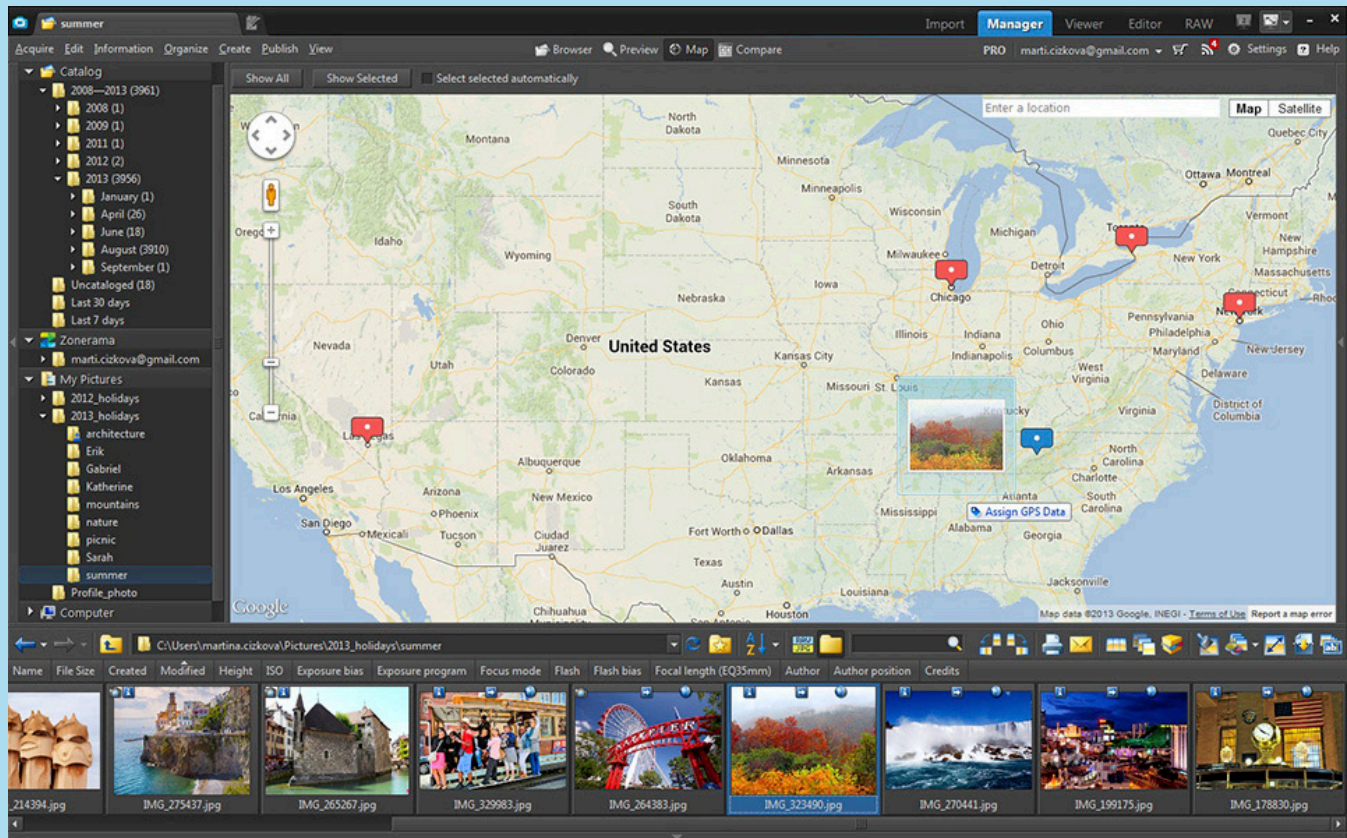 summer
Import Manager Viewer Editor RAW
Acquire Edit Information Organize Create Publish View
Browser Preview Map Compare
PRO marti.cizkova@gmail.com 4 Settings Help
Catalog
2008—2013 (3961)
2008 (1)
2009 (1)
2011 (1)
2012 (2)
2013 (3956)
January (1)
April (26)
June (18)
August (3910)
September (1)
Uncataloged (18)
Last 30 days
Last 7 days
Zonerama
marti.cizkova@gmail.com
My Pictures
2012_holidays
2013_holidays
architecture
Erik
Gabriel
Katherine
mountains
nature
picnic
Sarah
summer
Profile_photo
Computer
Show All Show Selected Select selected automatically
Enter a location Map Satellite
North
Dakota
Quebec City
Montana
Minnesota
Ottawa Montreal
Minneapolis
South
Dakota
Wisconsin
Vermont
Michigan
New
Hampshire
Idaho
Wyoming
Milwaukee
Detroit
New York
Massachusetts
Iowa
Chicago
Nebraska
Pennsylvania
Ohio
Illinois
Indiana
Philadelphia
Nevada
Denver
United States
Kansas City
Indianapolis
Columbus
Maryland
New Jersey
Utah
Colorado
West
Virginia
Delaware
Kansas
Missouri
District of
Columbia
Virginia
North
Carolina
Albuquerque
Oklahoma
Arkansas
Charlotte
Los Angeles
Arizona
New Mexico
Atlanta
South
Carolina
Phoenix
Mississippi
Assign GPS Data
San Diego
Mexicali
Tucson
Ciudad
Juarez
Fort Worth
Dallas
Alabama
Georgia
Texas
Jacksonville
Austin
Louisiana
Houston
Chihuahua
Google
Map data ©2013 Google, INEGI - Terms of Use Report a map error
C:\Users\martina.cizkova\Pictures\2013_holidays\summer
Name File Size Created Modified Height ISO Exposure bias Exposure program Focus mode Flash Flash bias Focal length (EQ35mm) Author Author position Credits
_214394.jpg IMG_275437.jpg IMG_265267.jpg IMG_329983.jpg IMG_264383.jpg IMG_323490.jpg IMG_270441.jpg IMG_199175.jpg IMG_178830.jpg